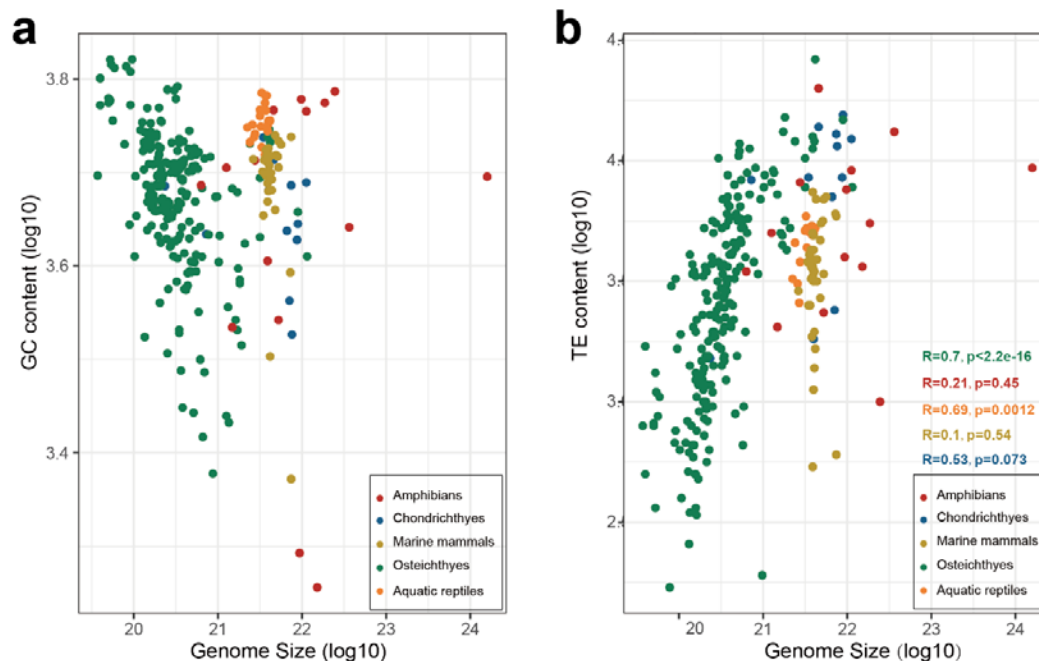 a
b
GC content (log10)
3.8
3.6
3.4
20
21
22
23
24
Genome Size (log10)
Amphibians
Chondrichthyes
Marine mammals
Osteichthyes
Aquatic reptiles
TE content (log10)
4.
4.
3.
3.
2.
20
21
22
23
24
Genome Size (log10)
R=0.7, p<2.2e-16
R=0.21, p=0.45
R=0.69, p=0.0012
R=0.1, p=0.54
R=0.53, p=0.073
Amphibians
Chondrichthyes
Marine mammals
Osteichthyes
Aquatic reptiles